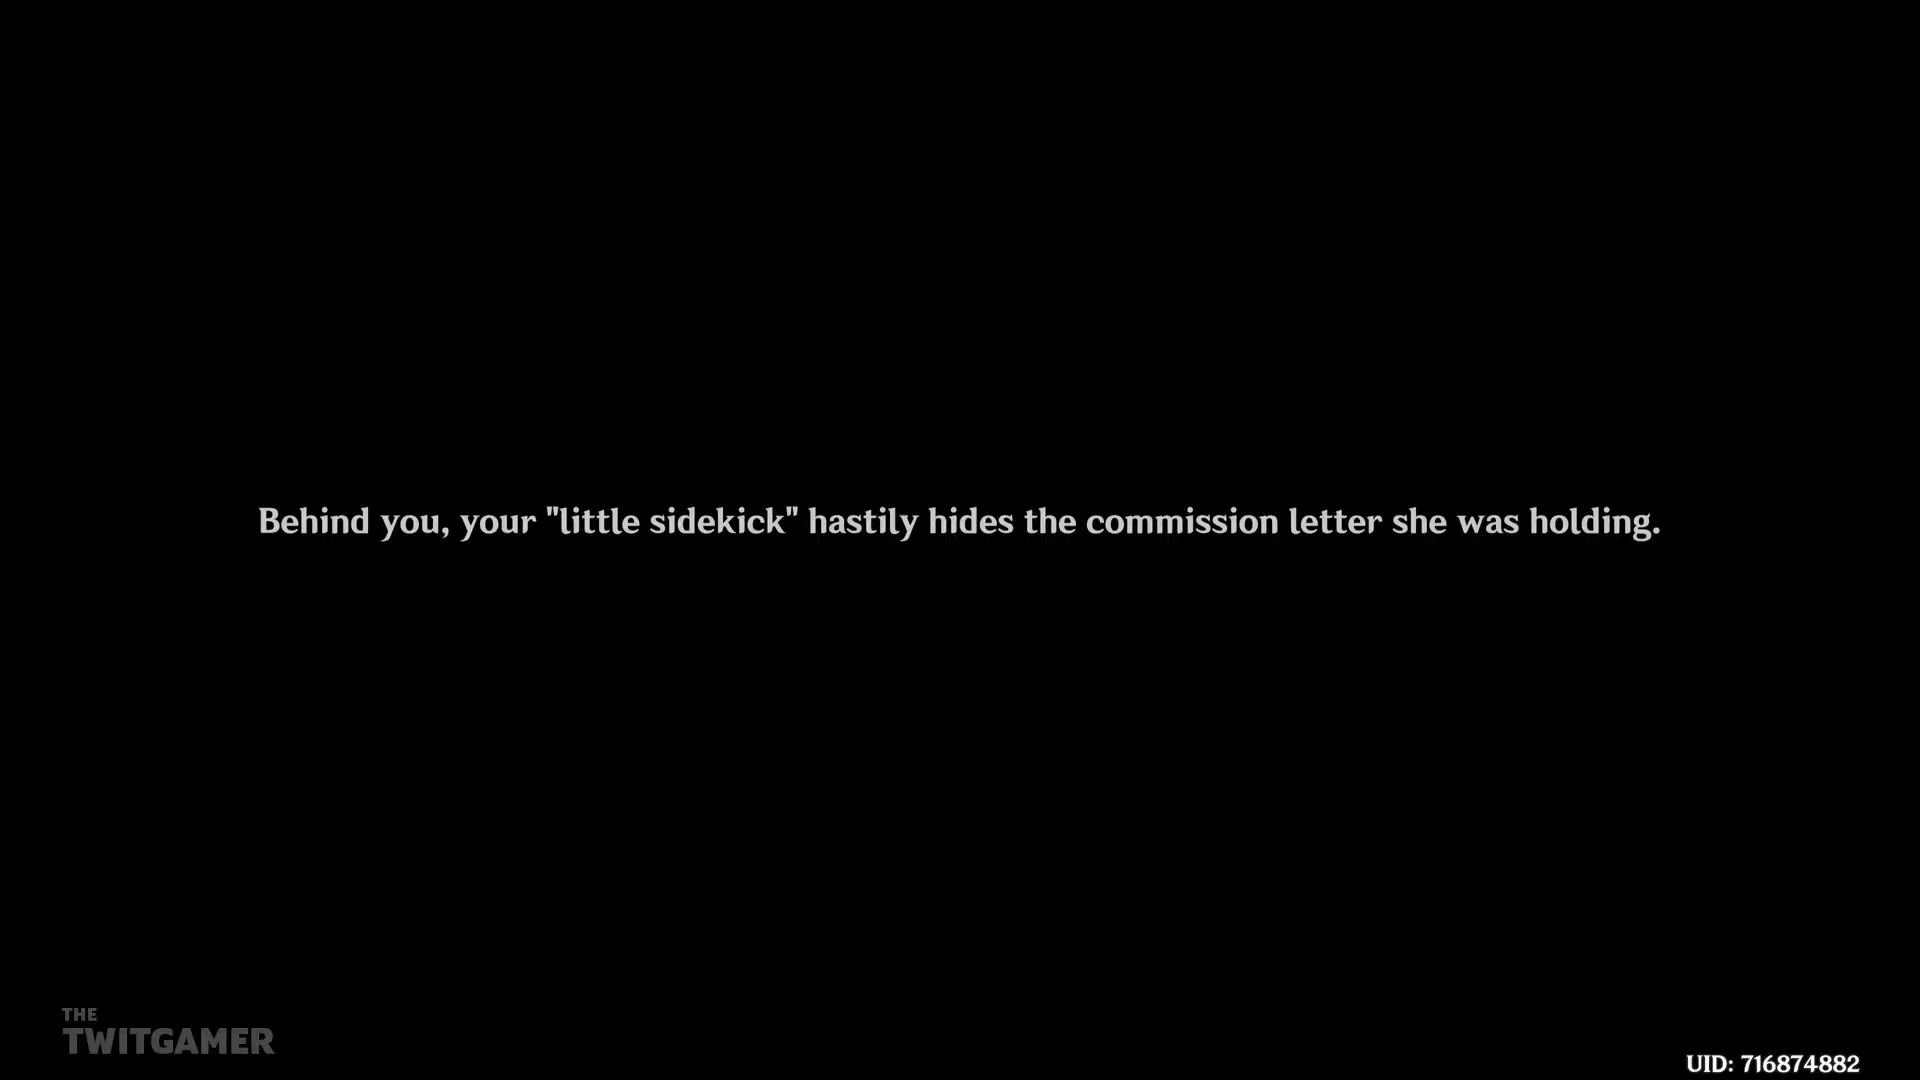 Behind you, your "little sidekick" hastily hides the commission letter she was holding.
THE
TWITGAMER
UID: 716874882